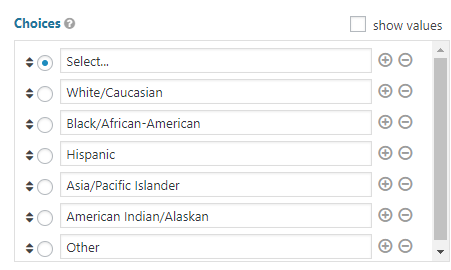 Choices ?
show values
Select...
White/Caucasian
Black/African-American
Hispanic
Asia/Pacific Islander
American Indian/Alaskan
Other